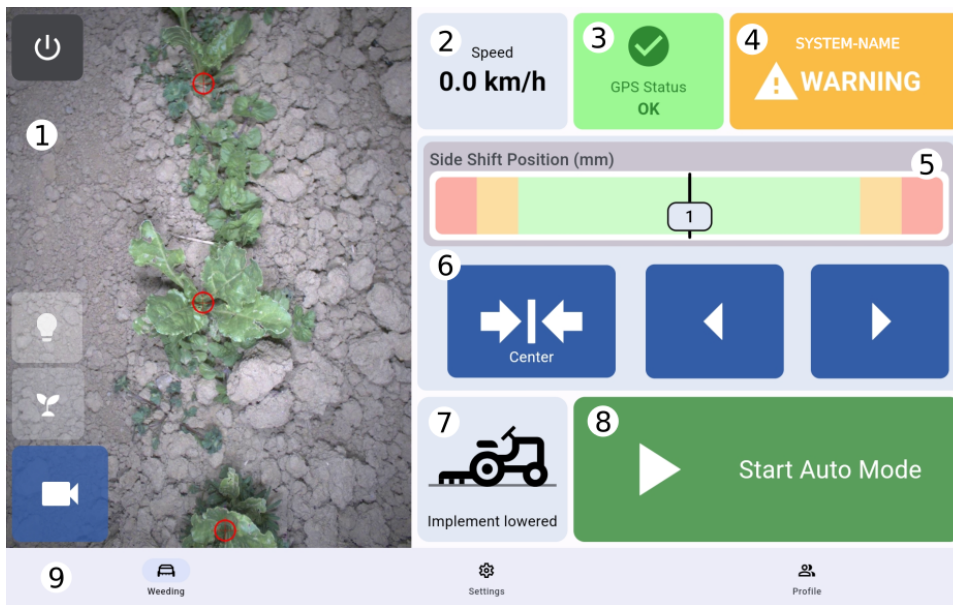 1
2
Speed
0.0 km/h
3
GPS Status
OK
4
SYSTEM-NAME
WARNING
Side Shift Position (mm)
5
1
6
Center
7
Implement lowered
8
Start Auto Mode
9
Weeding
Settings
Profile